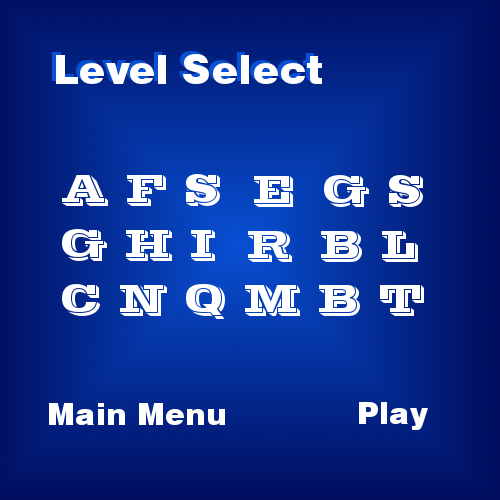 Level Select
A F S E G S
G H I R B L
C N Q M B T
Main Menu Play